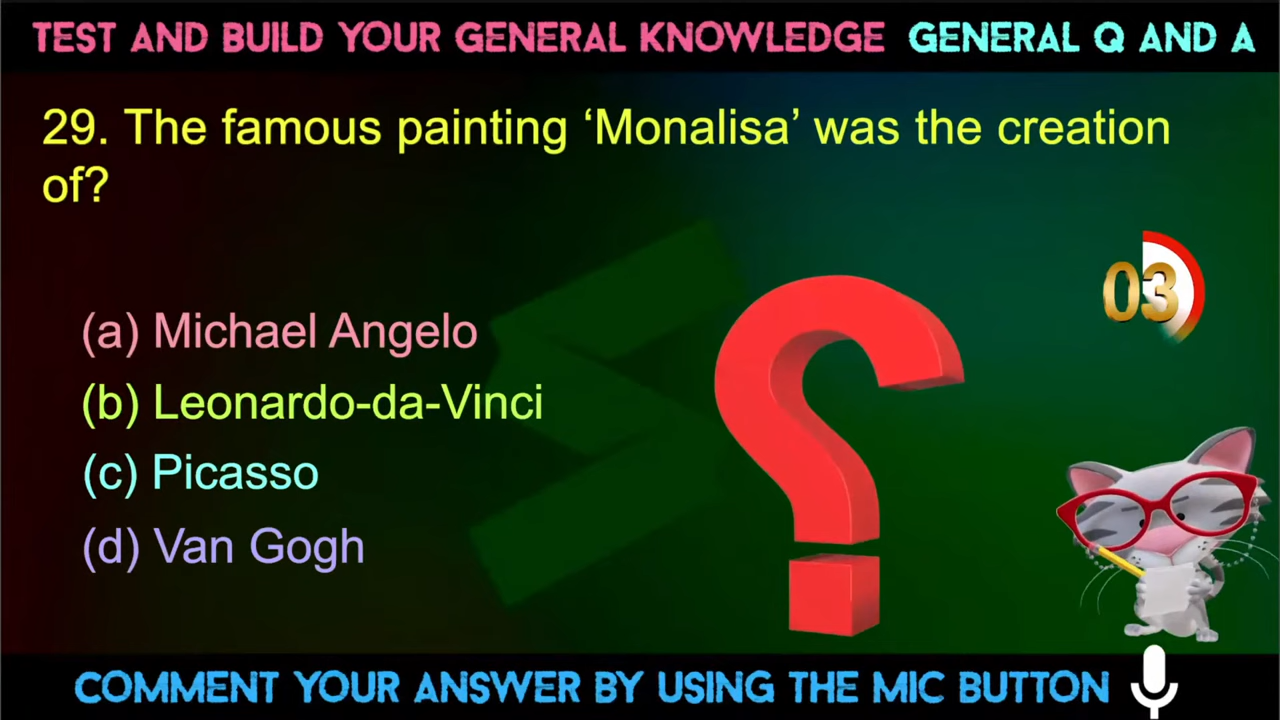 TEST AND BUILD YOUR GENERAL KNOWLEDGE GENERAL Q AND A
29. The famous painting ‘Monalisa’ was the creation
of?
03
(a) Michael Angelo
(b) Leonardo-da-Vinci
(c) Picasso
(d) Van Gogh
COMMENT YOUR ANSWER BY USING THE MIC BUTTON